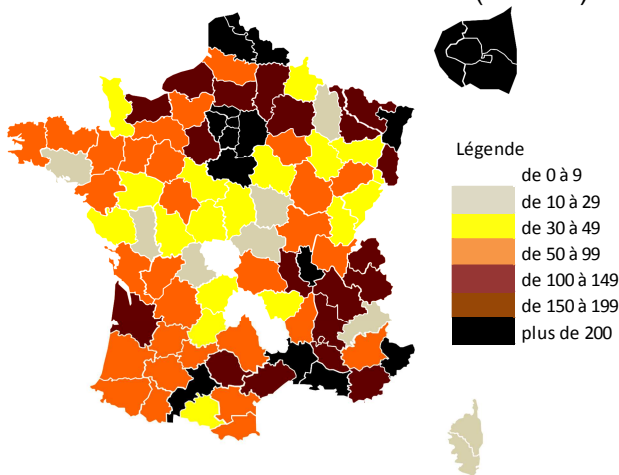 Légende
de 0 à 9
de 10 à 29
de 30 à 49
de 50 à 99
de 100 à 149
de 150 à 199
plus de 200